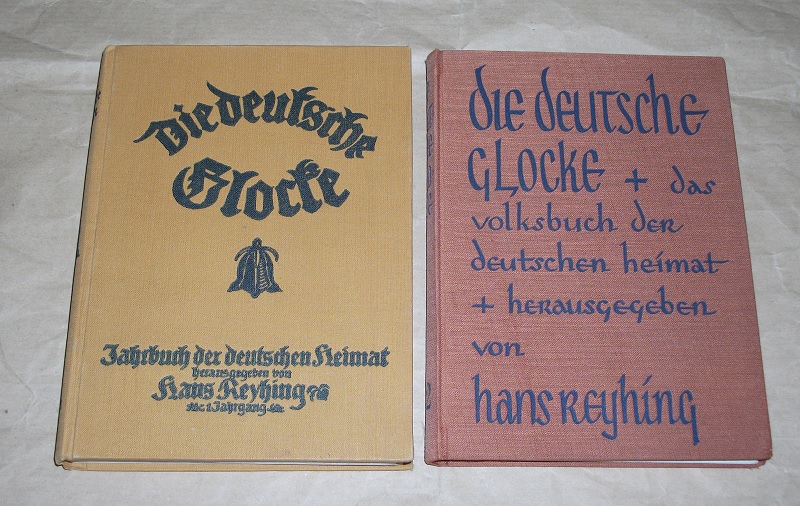 Die deutsche
Glocke
Jahrbuch der deutschen Heimat
herausgegeben von
Hans Reyhing
1. Jahrgang
die deutsche
glocke + das
volksbuch der
deutschen heimat
+ herausgegeben
von
hans reyhing